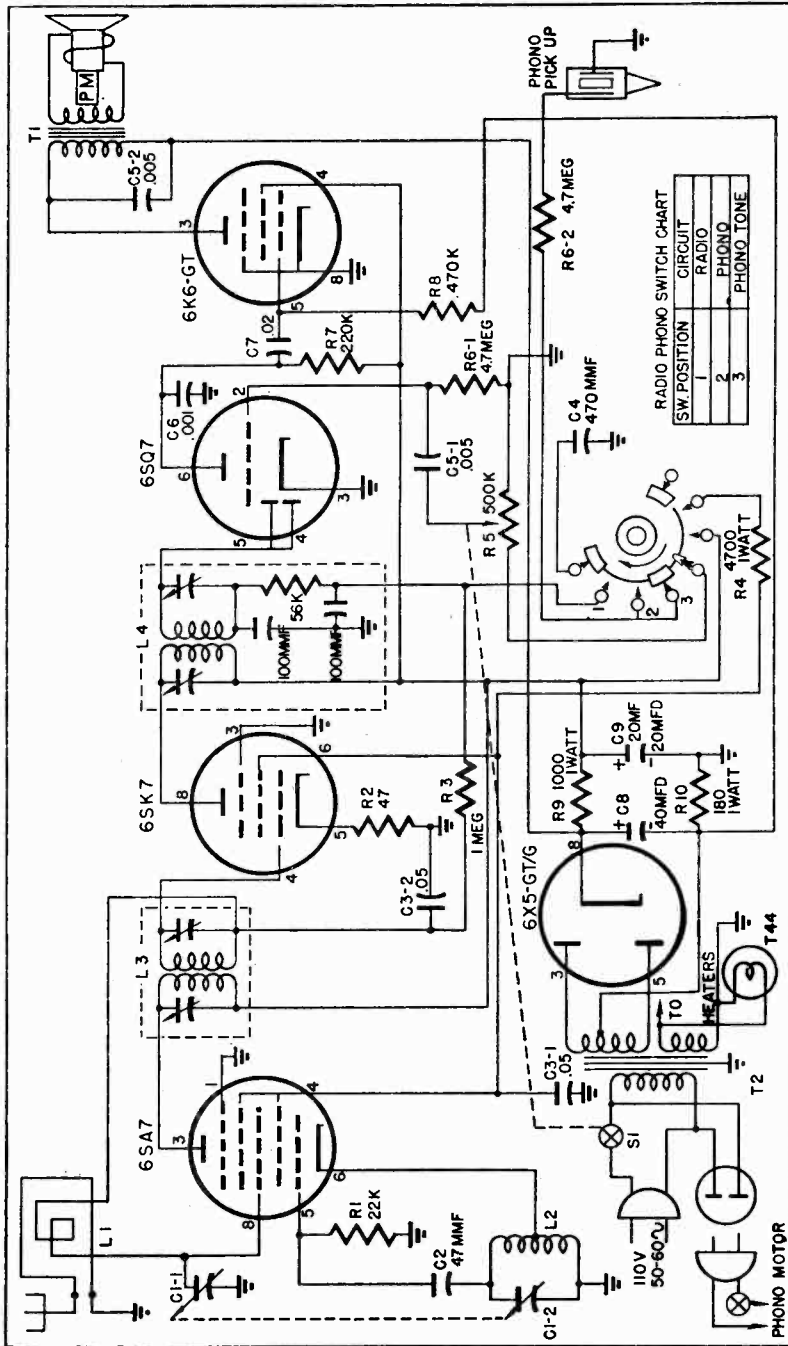 PM
T1
C5-2
.005
3
4
8
5
6K6-GT
C7
.02
R7
220K
R8
.470K
PHONO
PICK UP
R6-2 4.7MEG
6SQ7
C6
.001
6
2
5
4
3
R6-1
4.7MEG
C5-1
.005
R5 500K
C4
470 MMF
RADIO PHONO SWITCH CHART
SW. POSITION CIRCUIT
1 RADIO
2 PHONO
3 PHONO TONE
1
2
3
R4 4700
1WATT
L4
56K
100MMF
100MMF
6SK7
8
3
6
5
4
R2
47
C3-2
.05
R3
1 MEG
L3
6SA7
3
1
4
8
5
6
L1
C1-1
R1
22K
C2
47MMF
L2
C1-2
C3-1
.05
6X5-GT/G
8
3
5
R9 1000
1WATT
C9
20MF
+
-
20MFD
+ C8
-
40MFD
R10
180
1WATT
TO
HEATERS
T44
T2
S1
110V
50-60~
PHONO MOTOR